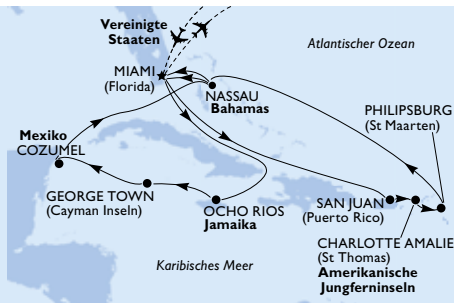 Vereinigte
Staaten
Atlantischer Ozean
MIAMI
(Florida)
NASSAU
Bahamas
PHILIPSBURG
(St Maarten)
Mexiko
COZUMEL
GEORGE TOWN
(Cayman Inseln)
OCHO RIOS
Jamaika
SAN JUAN
(Puerto Rico)
CHARLOTTE AMALIE
(St Thomas)
Amerikanische
Jungferninseln
Karibisches Meer